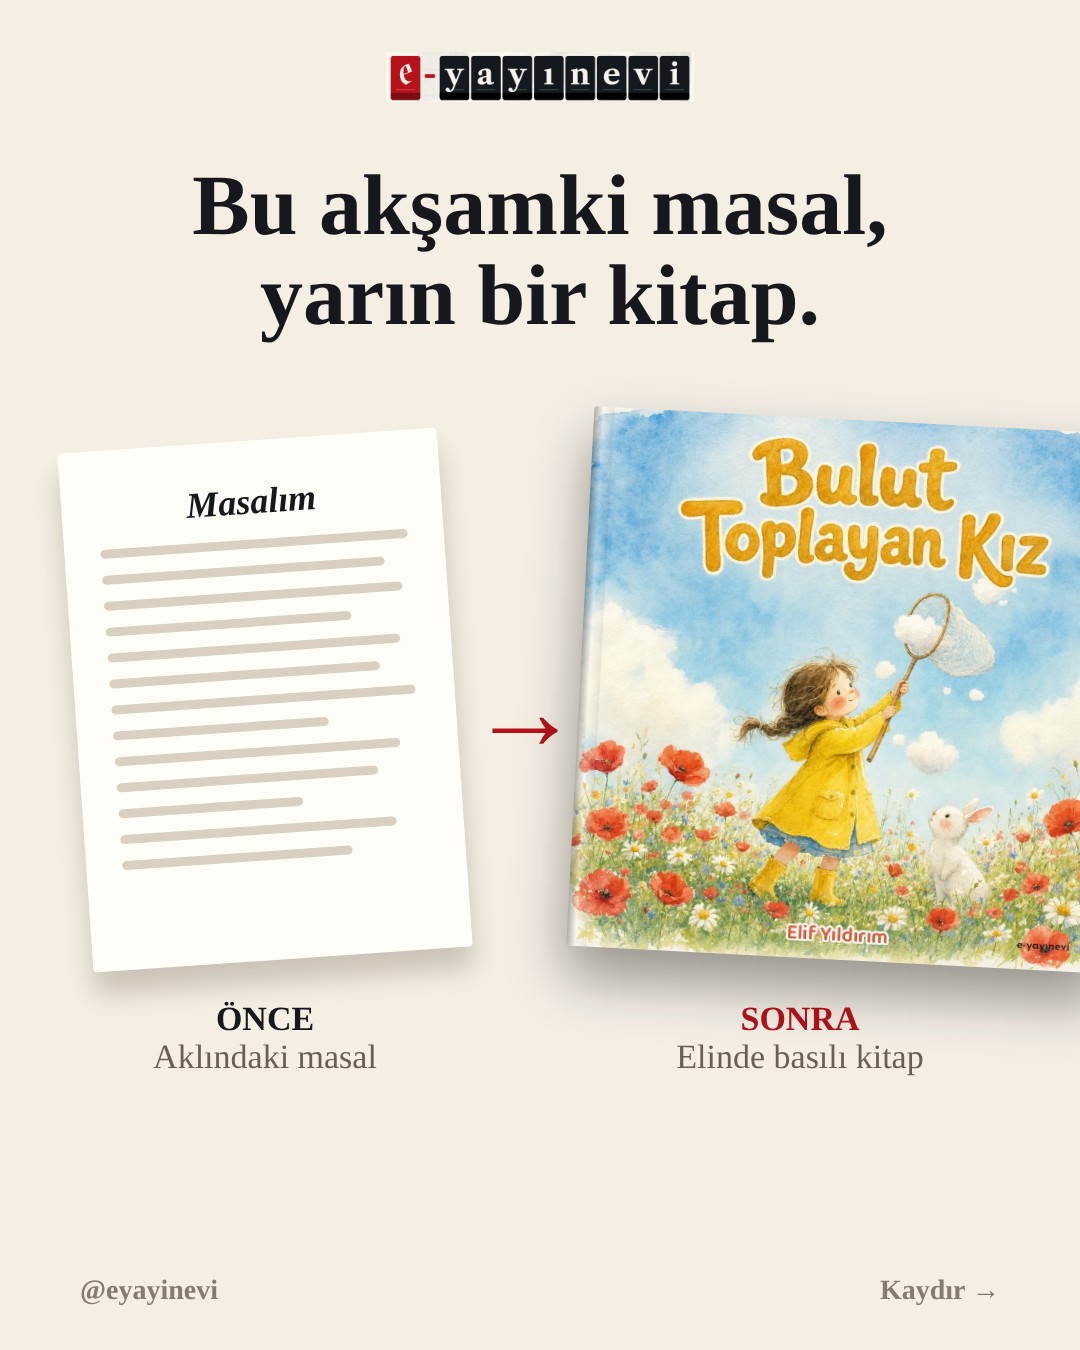 e-yayınevi
Bu akşamki masal,
yarın bir kitap.
Masalım
→
Bulut
Toplayan Kız
Elif Yıldırım
e-yayınevi
ÖNCE
Aklındaki masal
SONRA
Elinde basılı kitap
@eyayinevi
Kaydır →